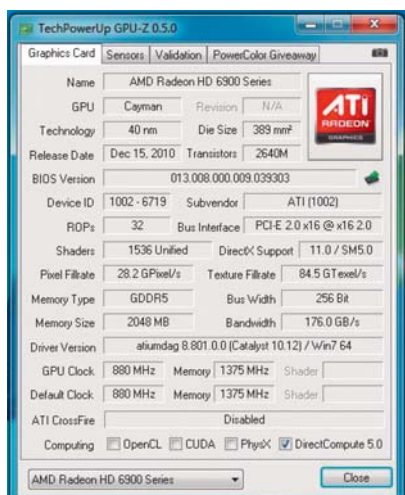 TechPowerUp GPU-Z 0.5.0
Graphics Card Sensors Validation PowerColor Giveaway
Name AMD Radeon HD 6900 Series
ATI RADEON GRAPHICS
GPU Cayman Revision N/A
Technology 40 nm Die Size 389 mm²
Release Date Dec 15, 2010 Transistors 2640M
BIOS Version 013.008.000.009.039303
Device ID 1002 - 6719 Subvendor ATI (1002)
ROPs 32 Bus Interface PCI-E 2.0 x16 @ x16 2.0
Shaders 1536 Unified DirectX Support 11.0 / SM5.0
Pixel Fillrate 28.2 GPixel/s Texture Fillrate 84.5 GTexel/s
Memory Type GDDR5 Bus Width 256 Bit
Memory Size 2048 MB Bandwidth 176.0 GB/s
Driver Version atiumdag 8.801.0.0 (Catalyst 10.12) / Win7 64
GPU Clock 880 MHz Memory 1375 MHz Shader
Default Clock 880 MHz Memory 1375 MHz Shader
ATI CrossFire Disabled
Computing OpenCL CUDA PhysX DirectCompute 5.0
AMD Radeon HD 6900 Series Close